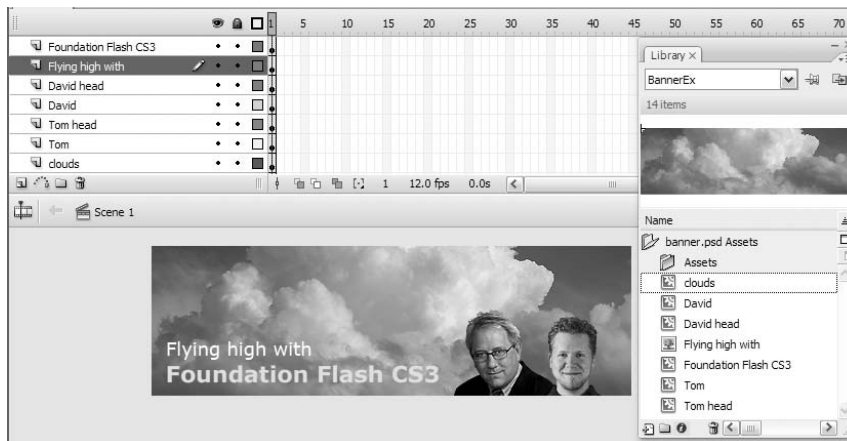 1 5 10 15 20 25 30 35 40 45 50 55 60 65 70
Foundation Flash CS3
Flying high with
David head
David
Tom head
Tom
clouds
1 12.0 fps 0.0s
Scene 1
Flying high with
Foundation Flash CS3
Library ×
BannerEx
14 items
Name
banner.psd Assets
Assets
clouds
David
David head
Flying high with
Foundation Flash CS3
Tom
Tom head